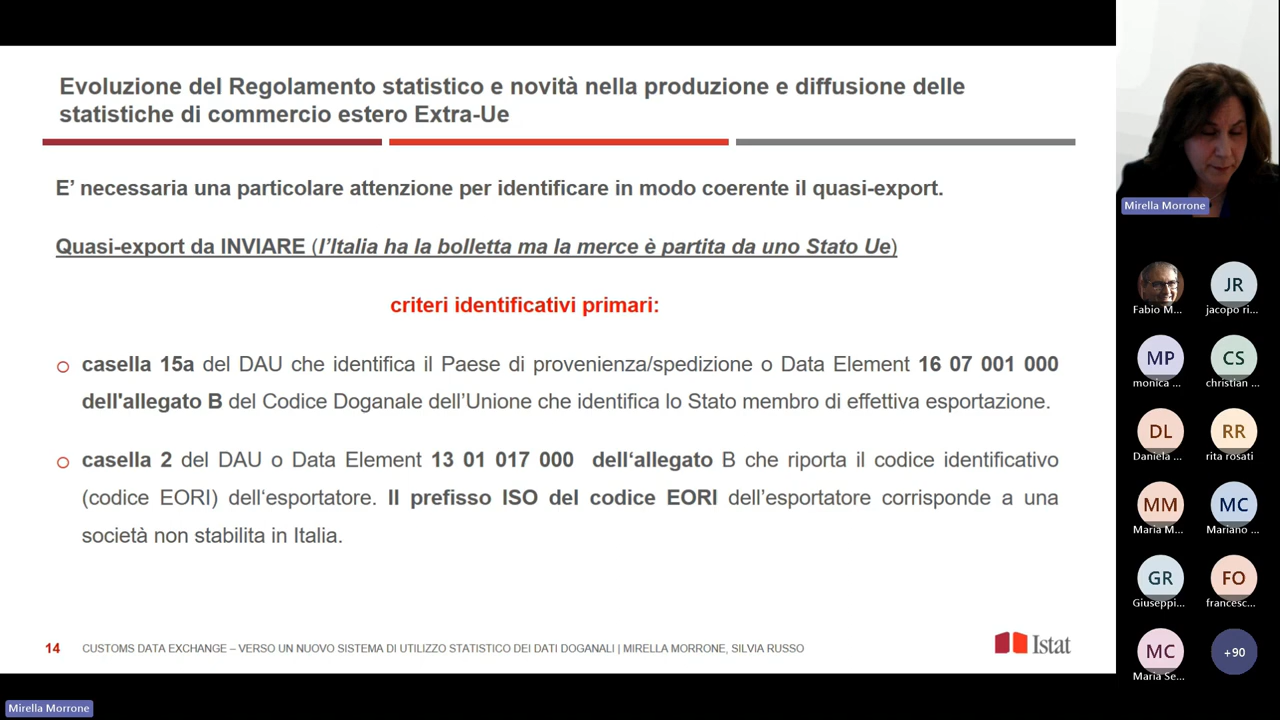 Evoluzione del Regolamento statistico e novità nella produzione e diffusione delle
statistiche di commercio estero Extra-Ue
E’ necessaria una particolare attenzione per identificare in modo coerente il quasi-export.
Quasi-export da INVIARE (l’Italia ha la bolletta ma la merce è partita da uno Stato Ue)
criteri identificativi primari:
casella 15a del DAU che identifica il Paese di provenienza/spedizione o Data Element 16 07 001 000
dell'allegato B del Codice Doganale dell’Unione che identifica lo Stato membro di effettiva esportazione.
casella 2 del DAU o Data Element 13 01 017 000 dell‘allegato B che riporta il codice identificativo
(codice EORI) dell‘esportatore. Il prefisso ISO del codice EORI dell’esportatore corrisponde a una
società non stabilita in Italia.
14 CUSTOMS DATA EXCHANGE – VERSO UN NUOVO SISTEMA DI UTILIZZO STATISTICO DEI DATI DOGANALI | MIRELLA MORRONE, SILVIA RUSSO
Istat
Mirella Morrone
Mirella Morrone
JR
Fabio M... jacopo ri...
MP CS
monica ... christian ...
DL RR
Daniela ... rita rosati
MM MC
Maria M... Mariano ...
GR FO
Giuseppi... francesc...
MC +90
Maria Se...